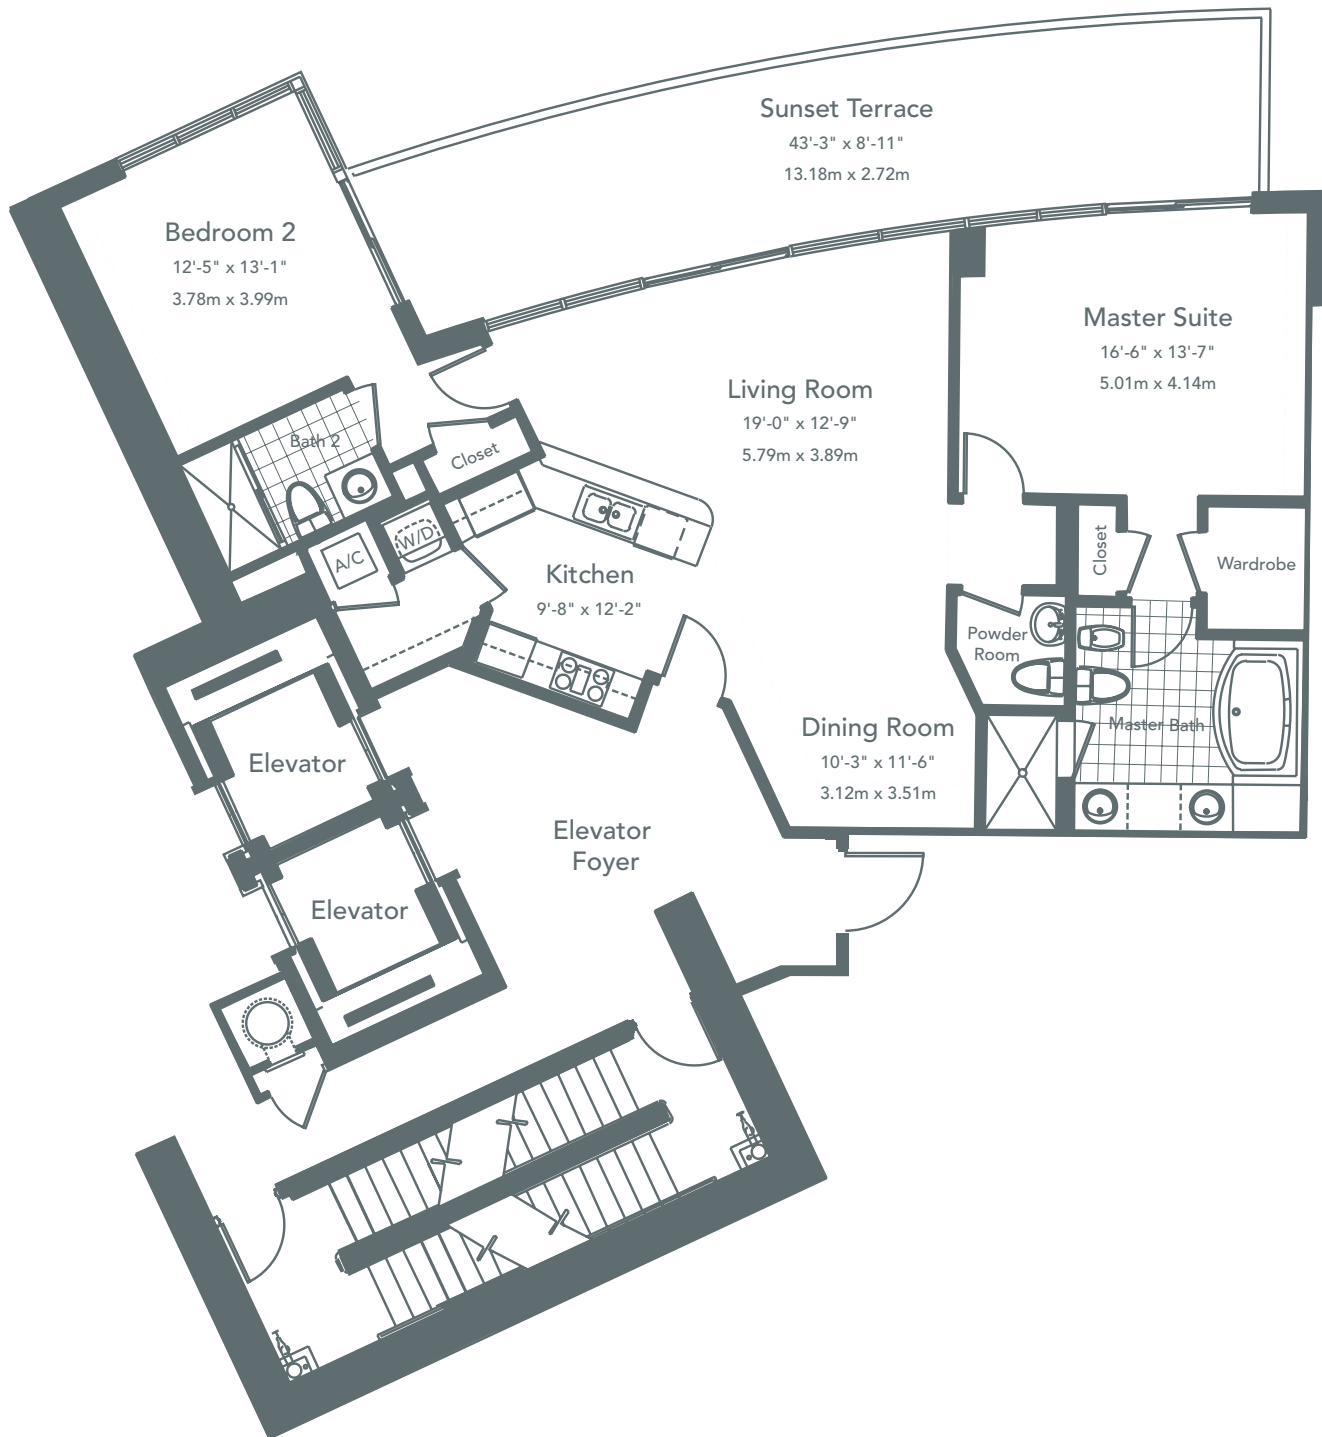 Sunset Terrace
43'-3" x 8'-11"
13.18m x 2.72m
Bedroom 2
12'-5" x 13'-1"
3.78m x 3.99m
Master Suite
16'-6" x 13'-7"
5.01m x 4.14m
Living Room
19'-0" x 12'-9"
5.79m x 3.89m
Bath 2
Closet
W/D
A/C
Kitchen
9'-8" x 12'-2"
Closet
Wardrobe
Powder
Room
Master Bath
Dining Room
10'-3" x 11'-6"
3.12m x 3.51m
Elevator
Elevator
Foyer
Elevator